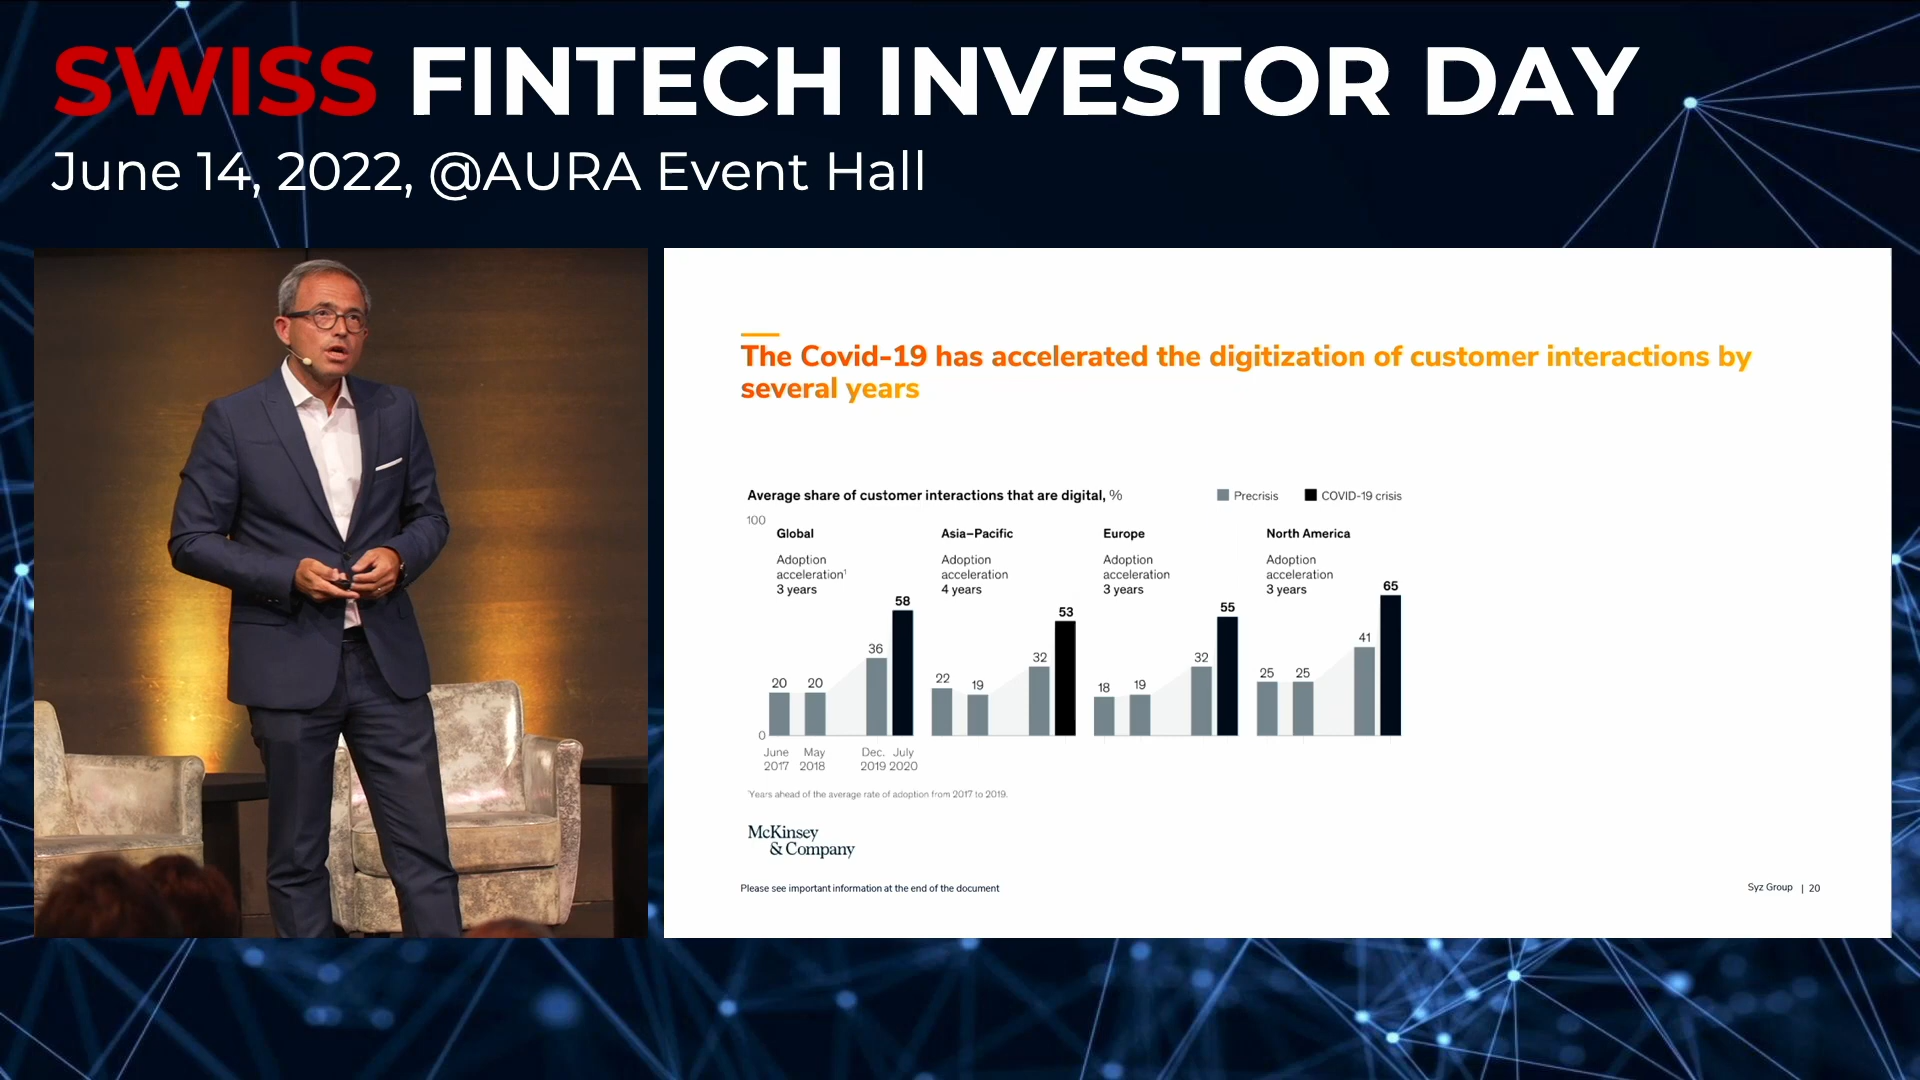 SWISS FINTECH INVESTOR DAY
June 14, 2022, @AURA Event Hall
The Covid-19 has accelerated the digitization of customer interactions by
several years
Average share of customer interactions that are digital, %
Precrisis
COVID-19 crisis
100
0
Global
Adoption
acceleration¹
3 years
20
20
36
58
June
2017
May
2018
Dec.
2019
July
2020
Asia–Pacific
Adoption
acceleration
4 years
22
19
32
53
Europe
Adoption
acceleration
3 years
18
19
32
55
North America
Adoption
acceleration
3 years
25
25
41
65
¹Years ahead of the average rate of adoption from 2017 to 2019.
McKinsey
& Company
Please see important information at the end of the document
Syz Group | 20